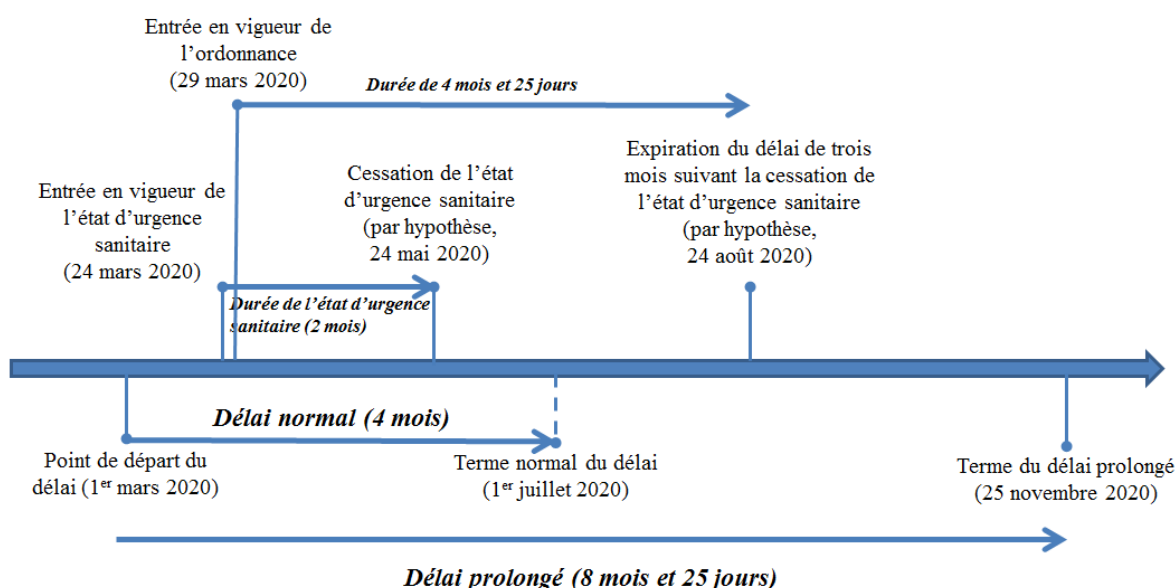 Entrée en vigueur de
l'ordonnance
(29 mars 2020)
Durée de 4 mois et 25 jours
Entrée en vigueur de
l'état d'urgence
sanitaire
(24 mars 2020)
Cessation de l'état
d'urgence sanitaire
(par hypothèse,
24 mai 2020)
Expiration du délai de trois
mois suivant la cessation de
l'état d'urgence sanitaire
(par hypothèse,
24 août 2020)
Durée de l'état d'urgence
sanitaire (2 mois)
Délai normal (4 mois)
Point de départ du
délai (1er mars 2020)
Terme normal du délai
(1er juillet 2020)
Terme du délai prolongé
(25 novembre 2020)
Délai prolongé (8 mois et 25 jours)